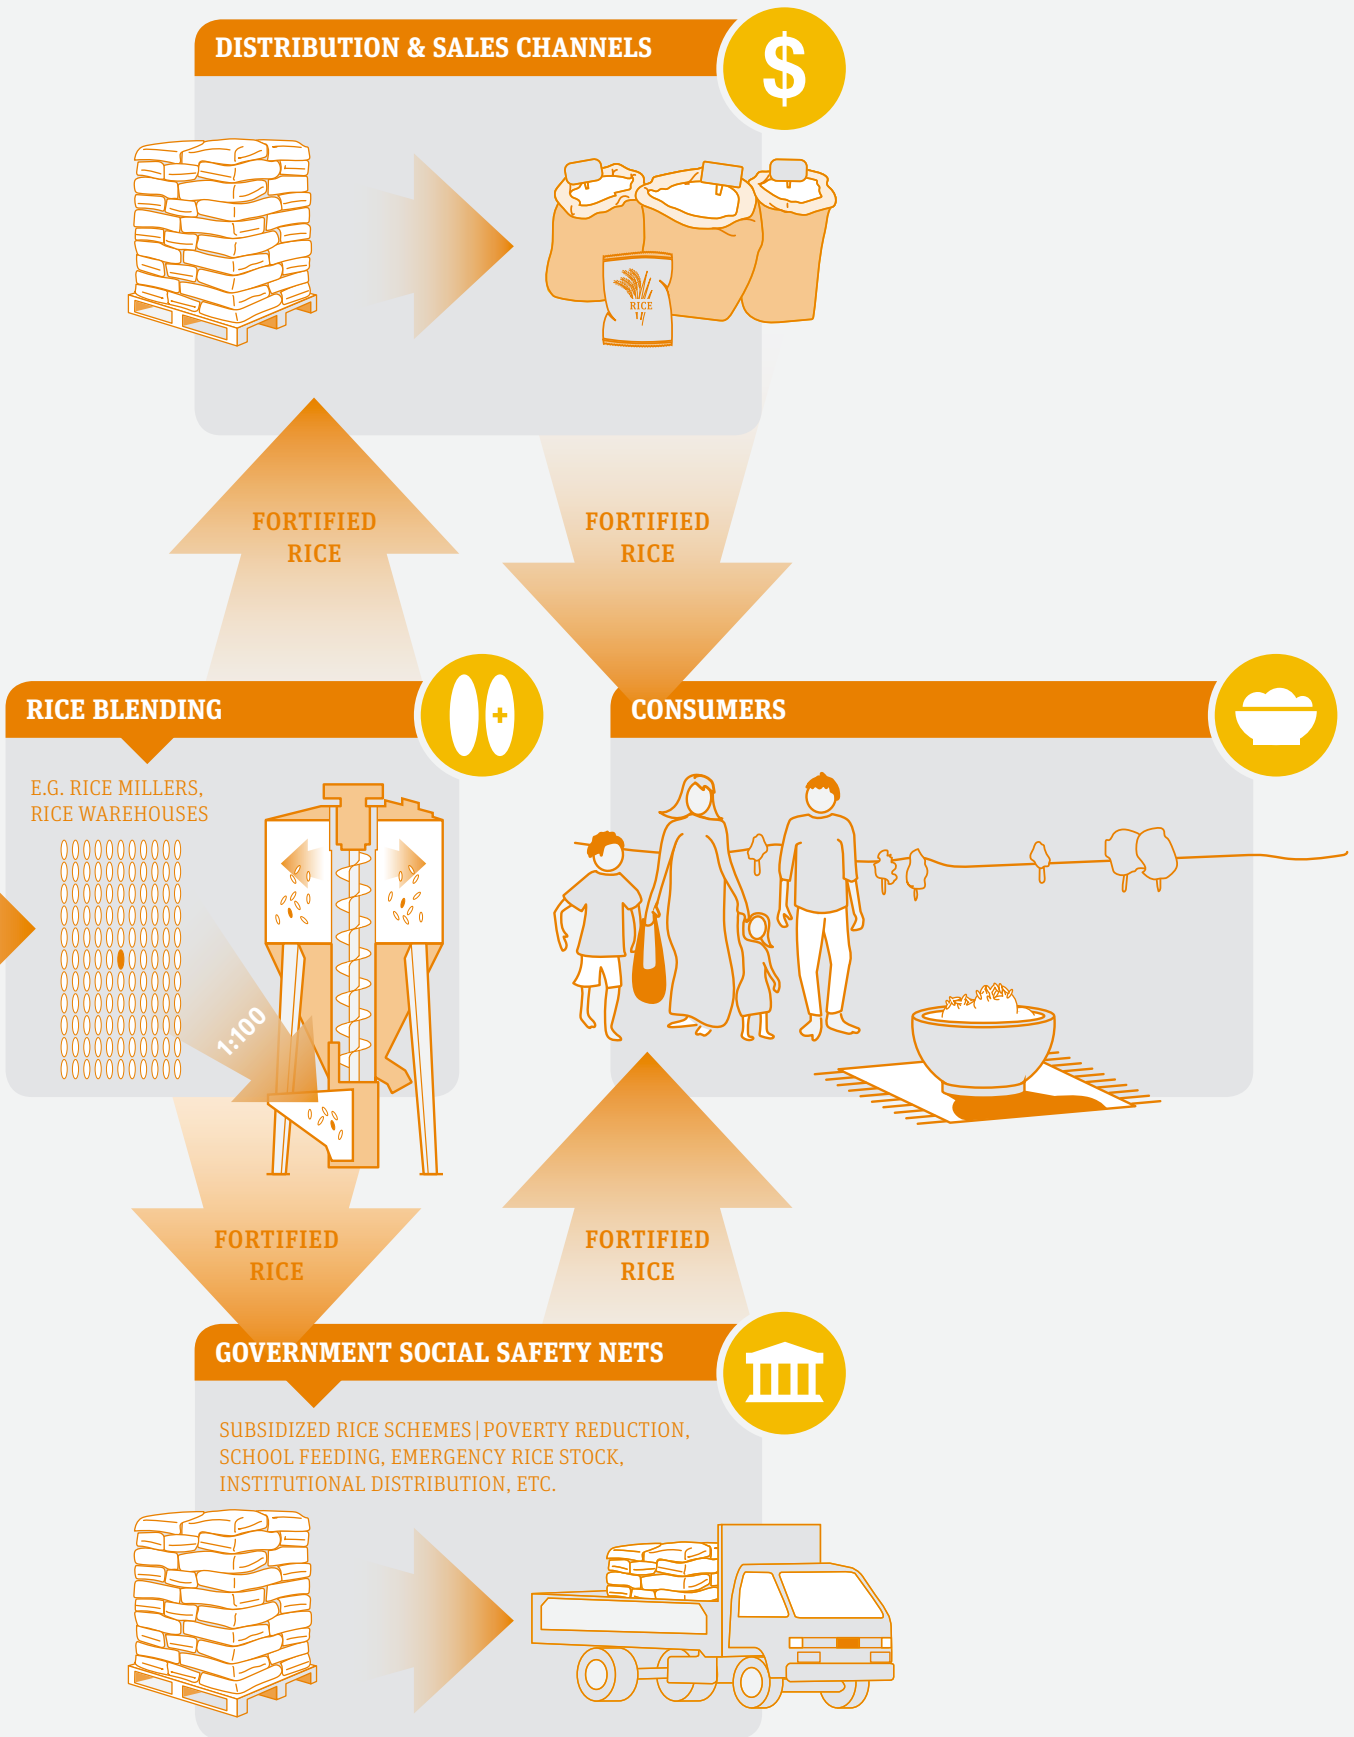 DISTRIBUTION & SALES CHANNELS
$
RICE
FORTIFIED
RICE
FORTIFIED
RICE
RICE BLENDING
CONSUMERS
E.G. RICE MILLERS,
RICE WAREHOUSES
1:100
FORTIFIED
RICE
FORTIFIED
RICE
GOVERNMENT SOCIAL SAFETY NETS
SUBSIDIZED RICE SCHEMES | POVERTY REDUCTION,
SCHOOL FEEDING, EMERGENCY RICE STOCK,
INSTITUTIONAL DISTRIBUTION, ETC.